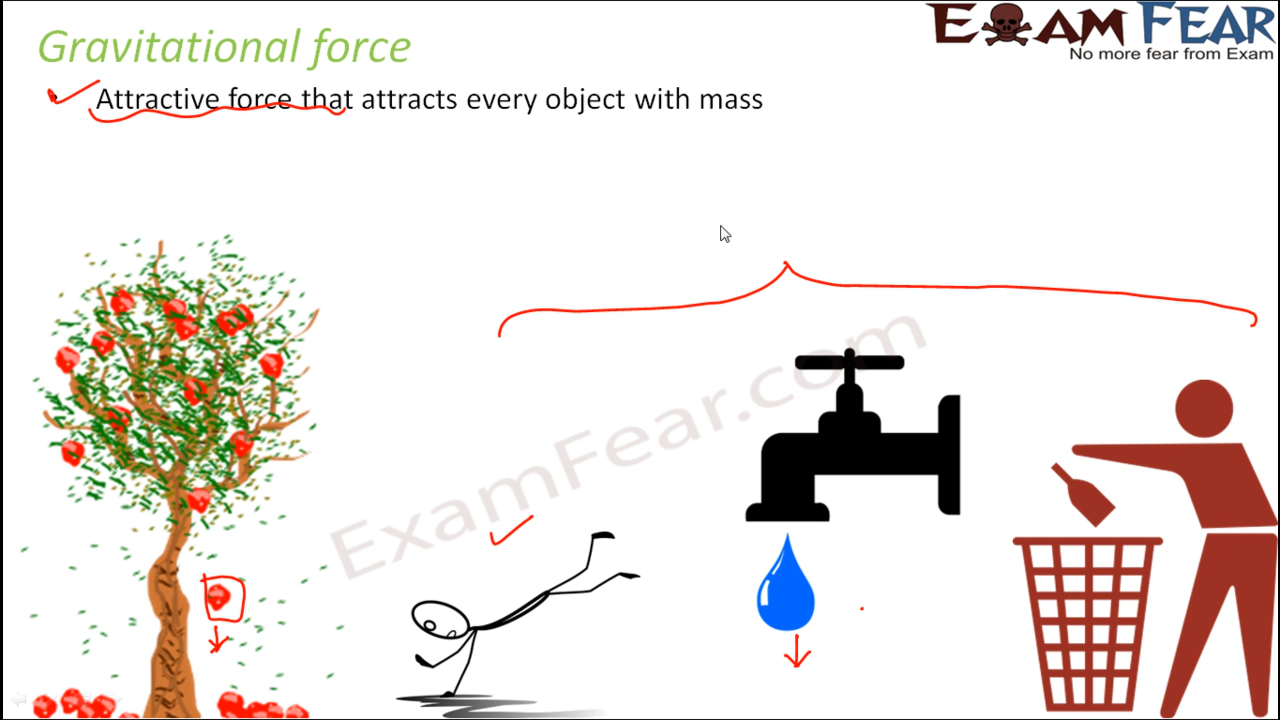 Gravitational force
EXAM FEAR
No more fear from Exam
Attractive force that attracts every object with mass
ExamFear.com